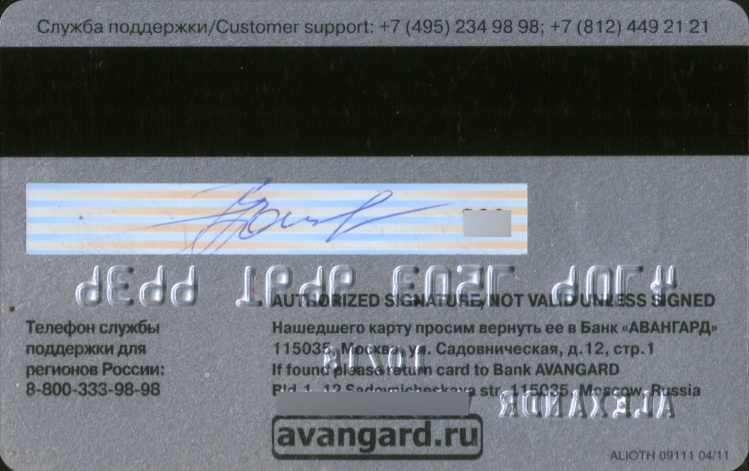 Служба поддержки/Customer support: +7 (495) 234 98 98; +7 (812) 449 21 21
AUTHORIZED SIGNATURE/NOT VALID UNLESS SIGNED
Телефон службы
поддержки для
регионов России:
8-800-333-98-98
Нашедшего карту просим вернуть ее в Банк «АВАНГАРД»
115035, Москва, ул. Садовническая, д.12, стр.1
If found please return card to Bank AVANGARD
Bld.1, 12 Sadovnicheskaya str. 115035, Moscow, Russia
ALEXANDR
avangard.ru
ALIOTH 09111 04/11